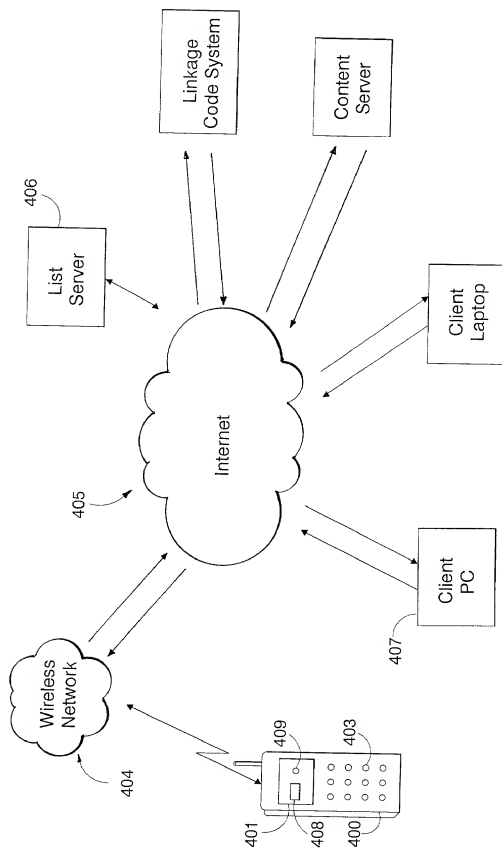 Wireless
Network
404
405
Internet
List
Server
406
Linkage
Code System
Content
Server
Client
Laptop
Client
PC
407
401
408
409
403
400